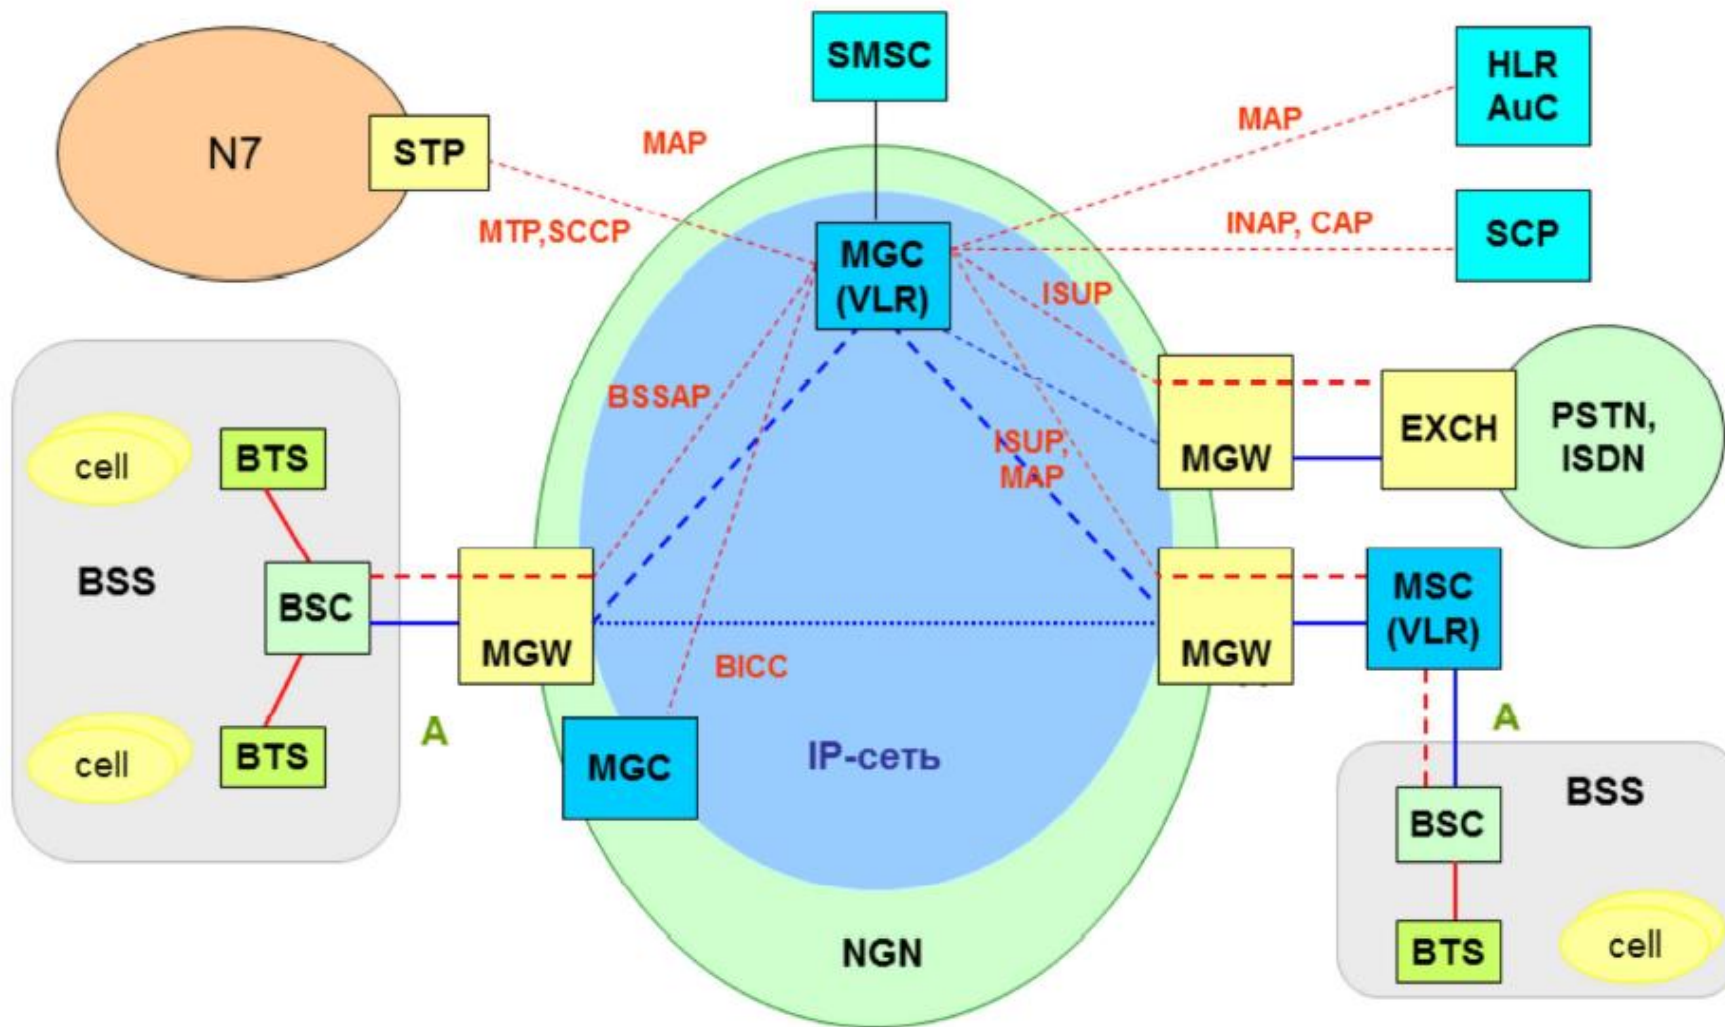 SMSC
HLR
AuC
N7
STP
MAP
MAP
MTP,SCCP
MGC
(VLR)
INAP, CAP
SCP
ISUP
BSSAP
ISUP,
MAP
MGW
EXCH
PSTN,
ISDN
cell
BTS
BSS
BSC
MGW
MGW
MSC
(VLR)
BICC
A
A
cell
BTS
MGC
IP-сеть
BSC
BSS
NGN
BTS
cell